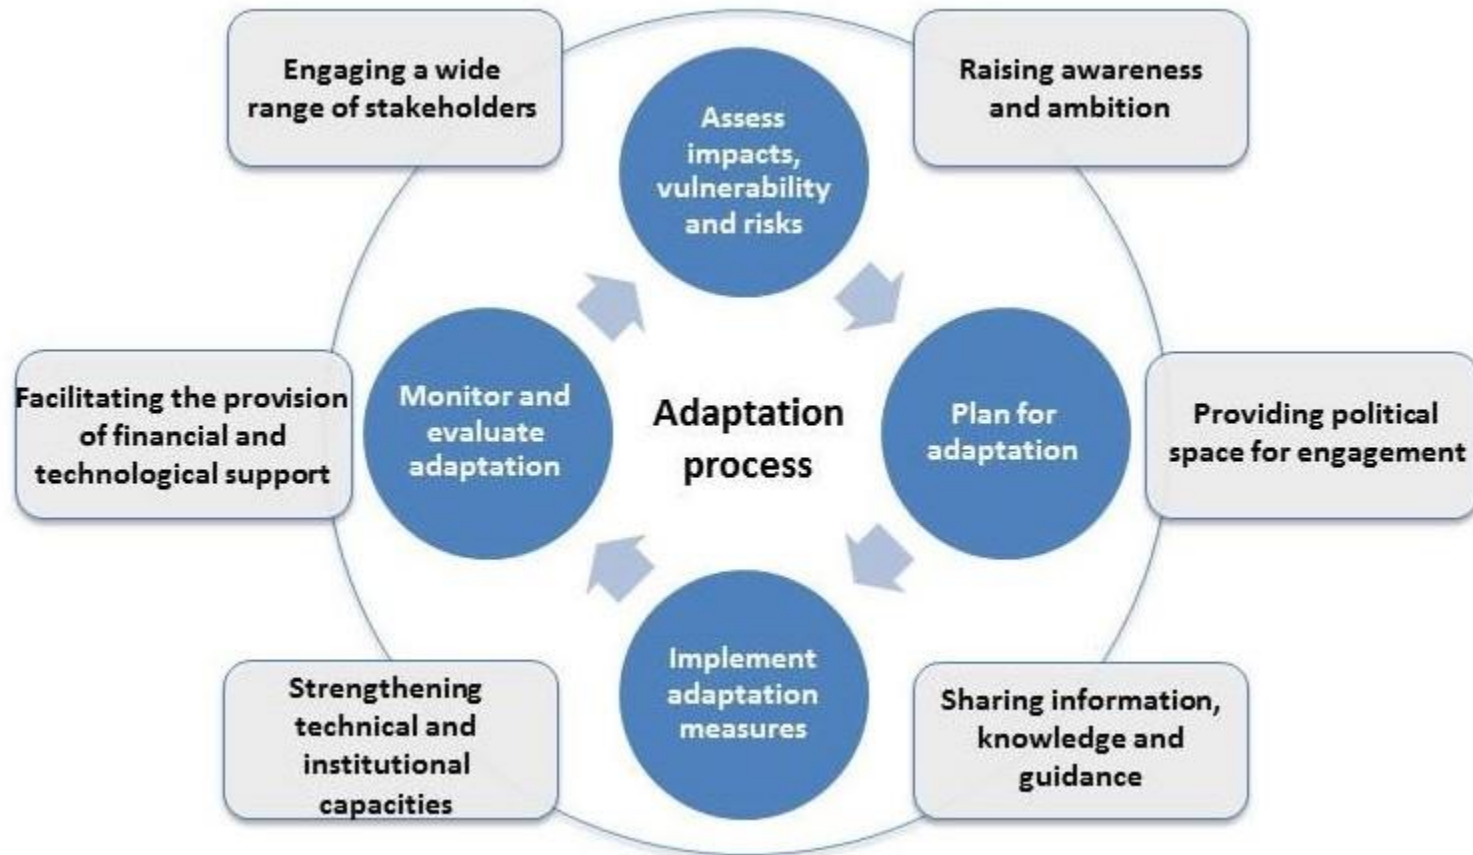 Engaging a wide
range of stakeholders
Raising awareness
and ambition
Assess
impacts,
vulnerability
and risks
Facilitating the provision
of financial and
technological support
Monitor and
evaluate
adaptation
Adaptation
process
Plan for
adaptation
Providing political
space for engagement
Strengthening
technical and
institutional
capacities
Implement
adaptation
measures
Sharing information,
knowledge and
guidance